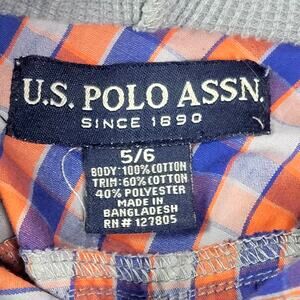 U.S. POLO ASSN.
SINCE 1890
5/6
BODY: 100% COTTON
TRIM: 60% COTTON
40% POLYESTER
MADE IN
BANGLADESH
RN# 127805